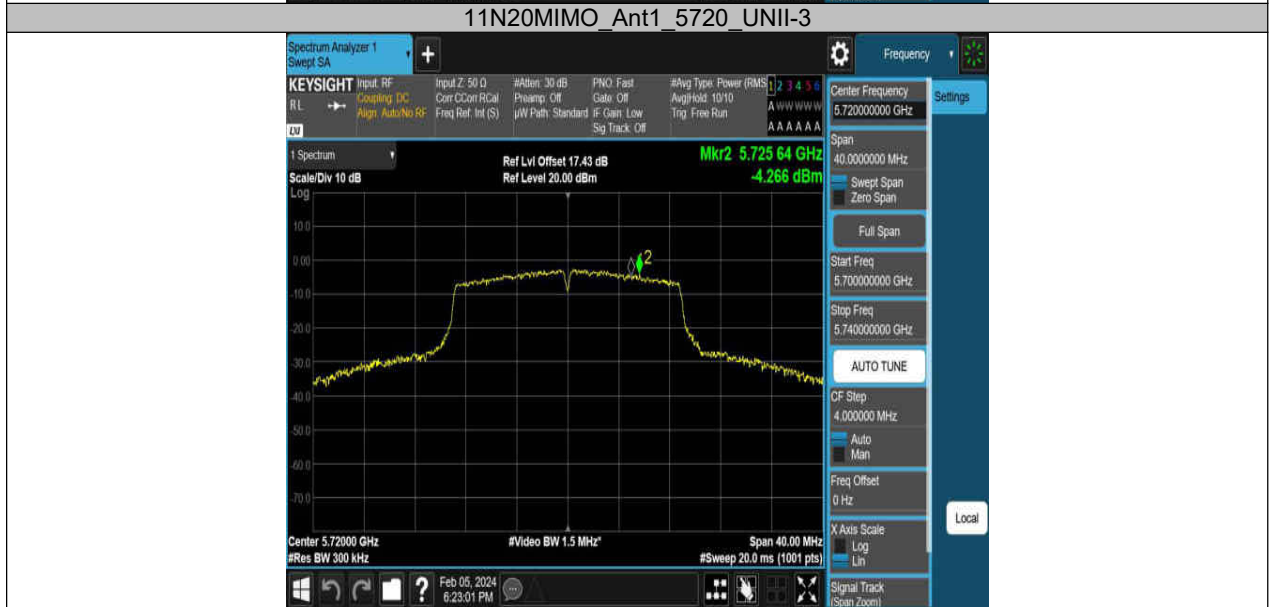 11N20MIMO_Ant1_5720_UNII-3
Spectrum Analyzer 1
Swept SA
+
Frequency
KEYSIGHT
RL
LXI
Input: RF
Coupling: DC
Align: Auto/No RF
Input Z: 50 Ω
Corr CCorr RCal
Freq Ref: Int (S)
#Atten: 30 dB
Preamp: Off
µW Path: Standard
PNO: Fast
Gate: Off
IF Gain: Low
Sig Track: Off
#Avg Type: Power (RMS
Avg|Hold: 10/10
Trig: Free Run
1 2 3 4 5 6
A W W W W W
A A A A A A
1 Spectrum
Scale/Div 10 dB
Log
Ref Lvl Offset 17.43 dB
Ref Level 20.00 dBm
Mkr2 5.725 64 GHz
-4.266 dBm
10.0
0.00
-10.0
-20.0
-30.0
-40.0
-50.0
-60.0
-70.0
2
Center 5.72000 GHz
#Res BW 300 kHz
#Video BW 1.5 MHz*
Span 40.00 MHz
#Sweep 20.0 ms (1001 pts)
?
Feb 05, 2024
6:23:01 PM
Center Frequency
5.720000000 GHz
Settings
Span
40.0000000 MHz
Swept Span
Zero Span
Full Span
Start Freq
5.700000000 GHz
Stop Freq
5.740000000 GHz
AUTO TUNE
CF Step
4.000000 MHz
Auto
Man
Freq Offset
0 Hz
Local
X Axis Scale
Log
Lin
Signal Track
(Span Zoom)